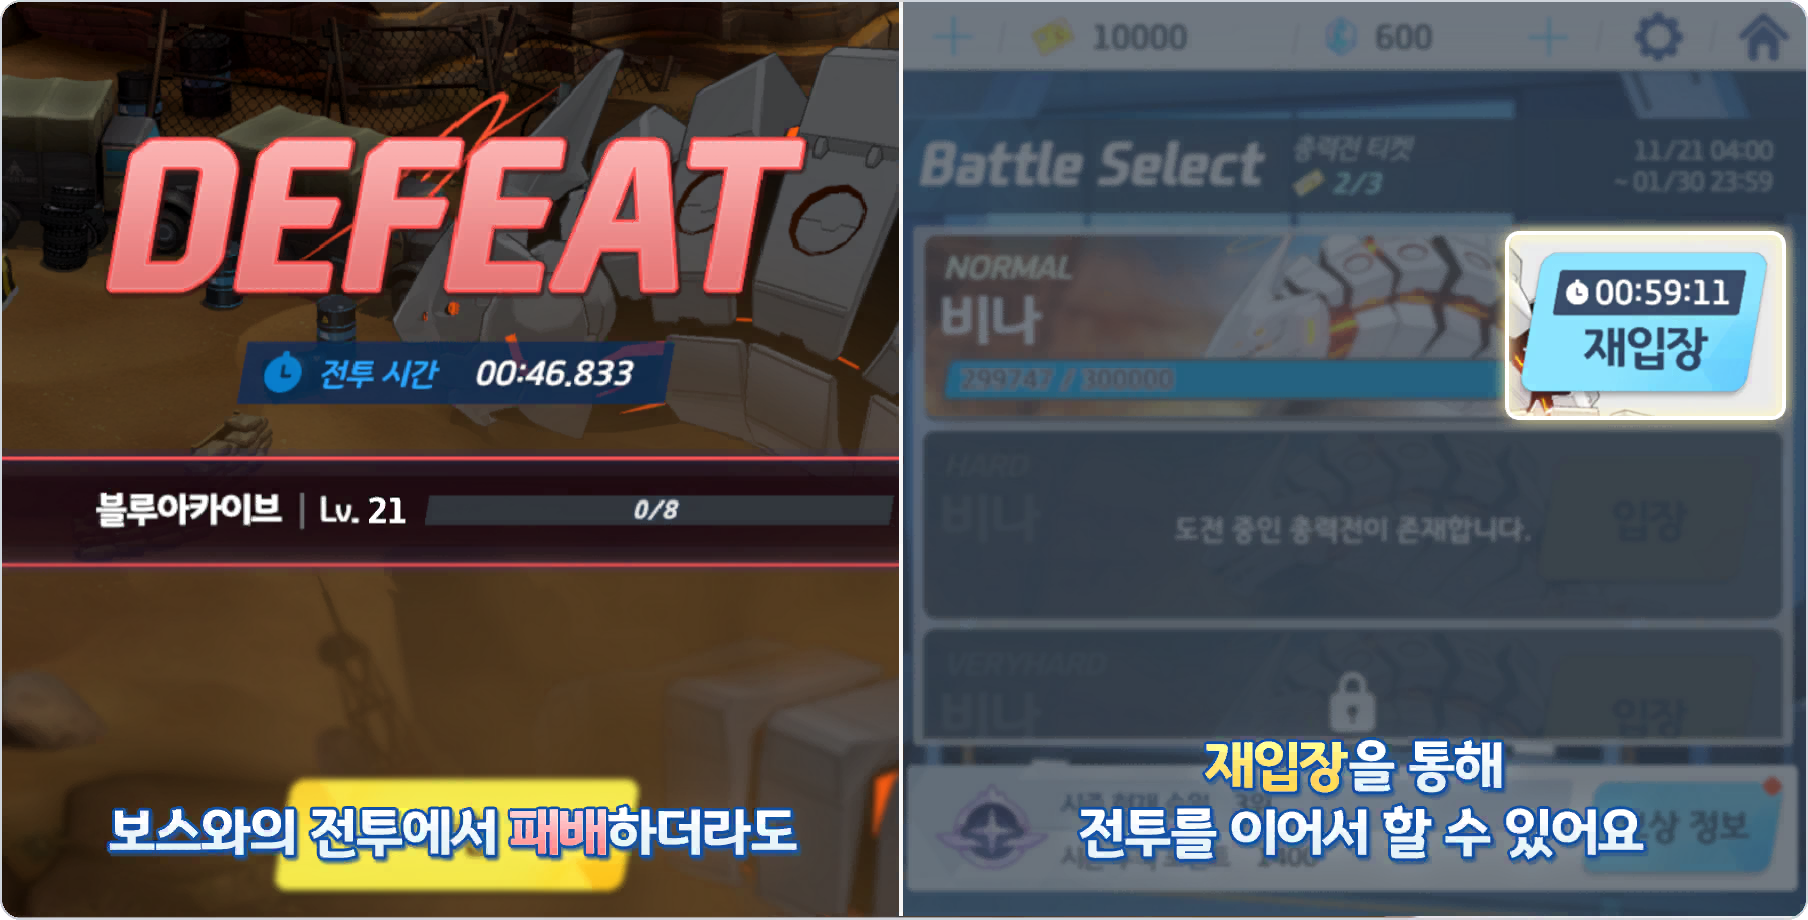 DEFEAT
전투 시간 00:46.833
블루아카이브 Lv. 21 0/8
보스와의 전투에서 패배하더라도
10000 600
Battle Select
총력전 티켓
2/3
11/21 04:00
~ 01/30 23:59
NORMAL
비나
299747 / 300000
00:59:11
재입장
HARD
비나
도전 중인 총력전이 존재합니다.
입장
VERYHARD
비나
입장
재입장을 통해
전투를 이어서 할 수 있어요
정보